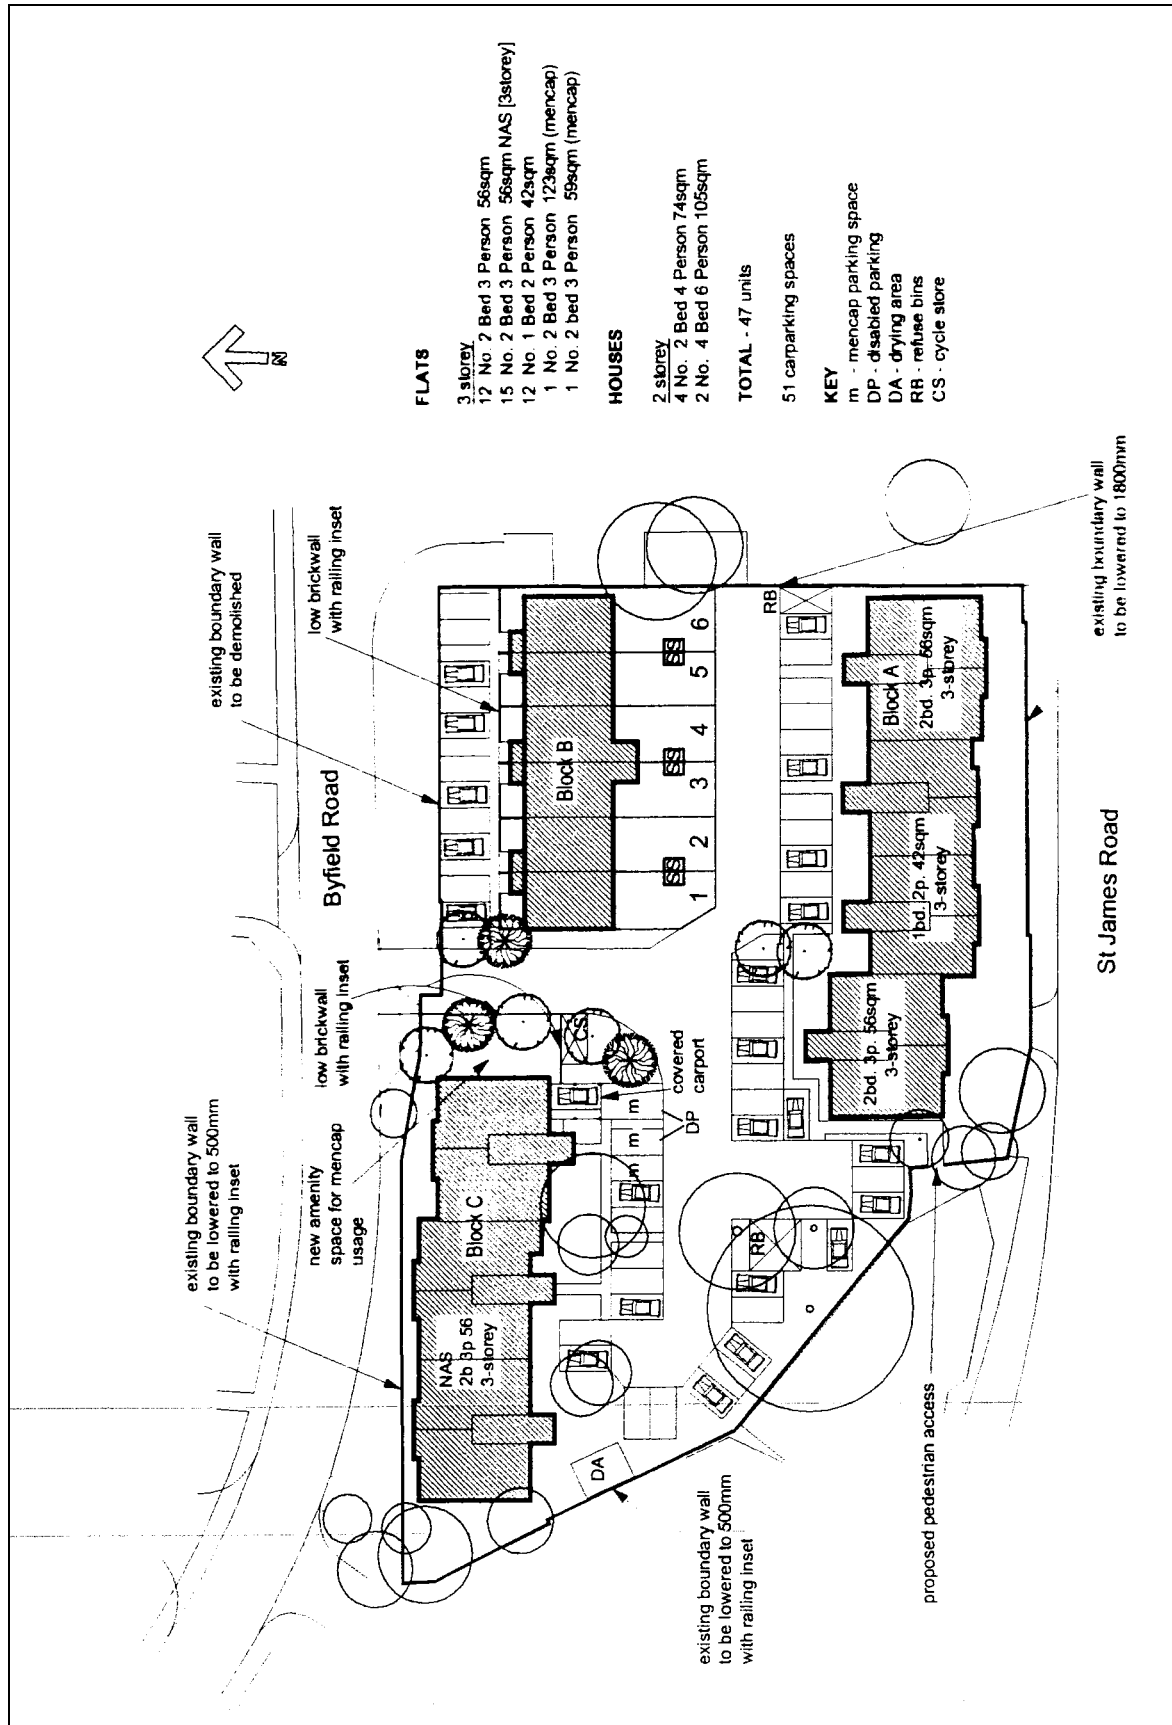 N
FLATS
3 storey
12 No. 2 Bed 3 Person 56sqm
15 No. 2 Bed 3 Person 56sqm NAS [3storey]
12 No. 1 Bed 2 Person 42sqm
1 No. 2 Bed 3 Person 123sqm (mencap)
1 No. 2 bed 3 Person 59sqm (mencap)
HOUSES
2 storey
4 No. 2 Bed 4 Person 74sqm
2 No. 4 Bed 6 Person 105sqm
TOTAL - 47 units
51 carparking spaces
KEY
m - mencap parking space
DP - disabled parking
DA - drying area
RB - refuse bins
CS - cycle store
existing boundary wall
to be lowered to 500mm
with railing inset
new amenity
space for mencap
usage
low brickwall
with railing inset
existing boundary wall
to be demolished
low brickwall
with railing inset
Byfield Road
NAS
2b 3p 56
3-storey
Block C
CS
covered
carport
m
m
m
DP
Block B
SS
SS
SS
1
2
3
4
5
6
DA
RB
RB
2bd. 3p. 56sqm
3-storey
1bd. 2p. 42sqm
3-storey
Block A
2bd. 3p. 56sqm
3-storey
existing boundary wall
to be lowered to 500mm
with railing inset
proposed pedestrian access
St James Road
existing boundary wall
to be lowered to 1800mm